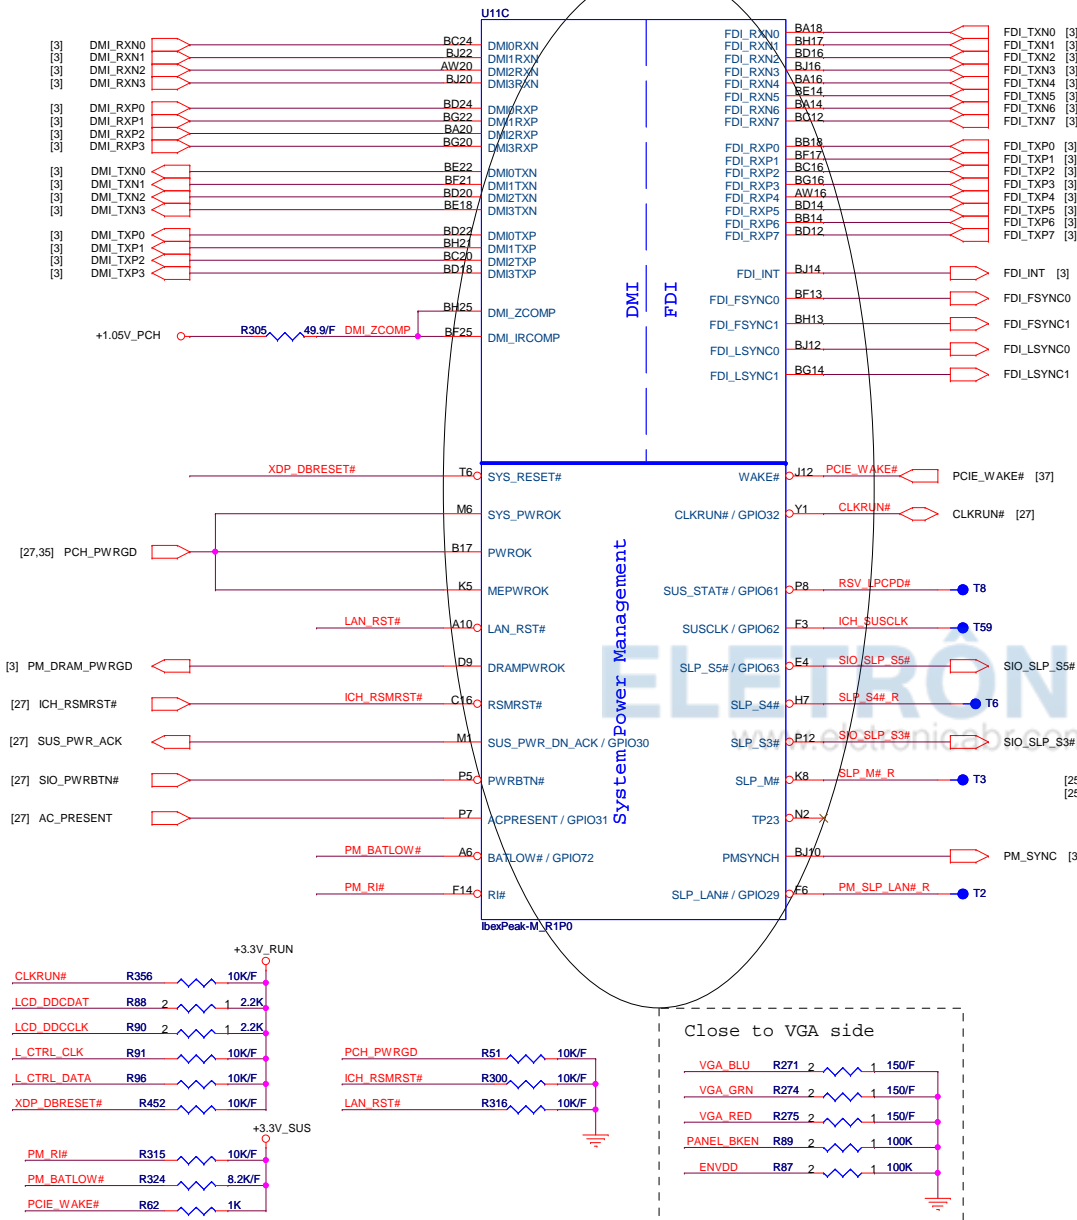 U11C
[3] DMI_RXN0 BC24 DMI0RXN FDI_RXN0 BA18 FDI_TXN0 [3]
[3] DMI_RXN1 BJ22 DMI1RXN FDI_RXN1 BH17 FDI_TXN1 [3]
[3] DMI_RXN2 AW20 DMI2RXN FDI_RXN2 BD16 FDI_TXN2 [3]
[3] DMI_RXN3 BJ20 DMI3RXN FDI_RXN3 BJ16 FDI_TXN3 [3]
FDI_RXN4 BA16 FDI_TXN4 [3]
FDI_RXN5 BE14 FDI_TXN5 [3]
[3] DMI_RXP0 BD24 DMI0RXP FDI_RXN6 BA14 FDI_TXN6 [3]
[3] DMI_RXP1 BG22 DMI1RXP FDI_RXN7 BC12 FDI_TXN7 [3]
[3] DMI_RXP2 BA20 DMI2RXP
[3] DMI_RXP3 BG20 DMI3RXP FDI_RXP0 BB18 FDI_TXP0 [3]
FDI_RXP1 BF17 FDI_TXP1 [3]
[3] DMI_TXN0 BE22 DMI0TXN FDI_RXP2 BC16 FDI_TXP2 [3]
[3] DMI_TXN1 BF21 DMI1TXN FDI_RXP3 BG16 FDI_TXP3 [3]
[3] DMI_TXN2 BD20 DMI2TXN FDI_RXP4 AW16 FDI_TXP4 [3]
[3] DMI_TXN3 BE18 DMI3TXN FDI_RXP5 BD14 FDI_TXP5 [3]
FDI_RXP6 BB14 FDI_TXP6 [3]
[3] DMI_TXP0 BD22 DMI0TXP FDI_RXP7 BD12 FDI_TXP7 [3]
[3] DMI_TXP1 BH21 DMI1TXP
[3] DMI_TXP2 BC20 DMI2TXP
[3] DMI_TXP3 BD18 DMI3TXP FDI_INT BJ14 FDI_INT [3]
DMI
FDI
FDI_FSYNC0 BF13 FDI_FSYNC0
BH25 DMI_ZCOMP FDI_FSYNC1 BH13 FDI_FSYNC1
+1.05V_PCH R305 49.9/F DMI_ZCOMP BF25 DMI_IRCOMP
FDI_LSYNC0 BJ12 FDI_LSYNC0
FDI_LSYNC1 BG14 FDI_LSYNC1
XDP_DBRESET# T6 SYS_RESET# WAKE# J12 PCIE_WAKE# PCIE_WAKE# [37]
M6 SYS_PWROK CLKRUN# / GPIO32 Y1 CLKRUN# CLKRUN# [27]
[27,35] PCH_PWRGD B17 PWROK
System Power Management
K5 MEPWROK SUS_STAT# / GPIO61 P8 RSV_LPCPD# T8
LAN_RST# A10 LAN_RST# SUSCLK / GPIO62 F3 ICH_SUSCLK T59
ELETRÔN
[3] PM_DRAM_PWRGD D9 DRAMPWROK SLP_S5# / GPIO63 E4 SIO_SLP_S5# SIO_SLP_S5#
[27] ICH_RSMRST# ICH_RSMRST# C16 RSMRST# SLP_S4# H7 SLP_S4#_R T6
[27] SUS_PWR_ACK M1 SUS_PWR_DN_ACK / GPIO30 SLP_S3# P12 SIO_SLP_S3# SIO_SLP_S3#
www.eletronicabr.com
[27] SIO_PWRBTN# P5 PWRBTN# SLP_M# K8 SLP_M#_R T3 [25
[25
[27] AC_PRESENT P7 ACPRESENT / GPIO31 TP23 N2
PM_BATLOW# A6 BATLOW# / GPIO72 PMSYNCH BJ10 PM_SYNC [3
PM_RI# F14 RI# SLP_LAN# / GPIO29 F6 PM_SLP_LAN#_R T2
IbexPeak-M_R1P0
+3.3V_RUN
CLKRUN# R356 10K/F
LCD_DDCDAT R88 2 1 2.2K
LCD_DDCCLK R90 2 1 2.2K
L_CTRL_CLK R91 10K/F
L_CTRL_DATA R96 10K/F
XDP_DBRESET# R452 10K/F
+3.3V_SUS
PM_RI# R315 10K/F
PM_BATLOW# R324 8.2K/F
PCIE_WAKE# R62 1K
PCH_PWRGD R51 10K/F
ICH_RSMRST# R300 10K/F
LAN_RST# R316 10K/F
Close to VGA side
VGA_BLU R271 2 1 150/F
VGA_GRN R274 2 1 150/F
VGA_RED R275 2 1 150/F
PANEL_BKEN R89 2 1 100K
ENVDD R87 2 1 100K